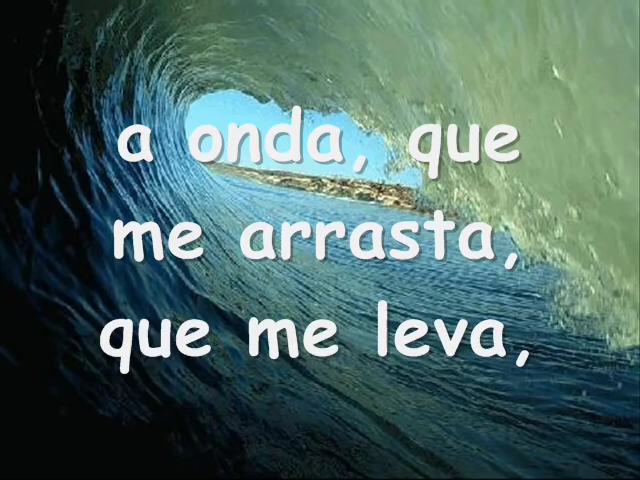 a onda, que
me arrasta,
que me leva,